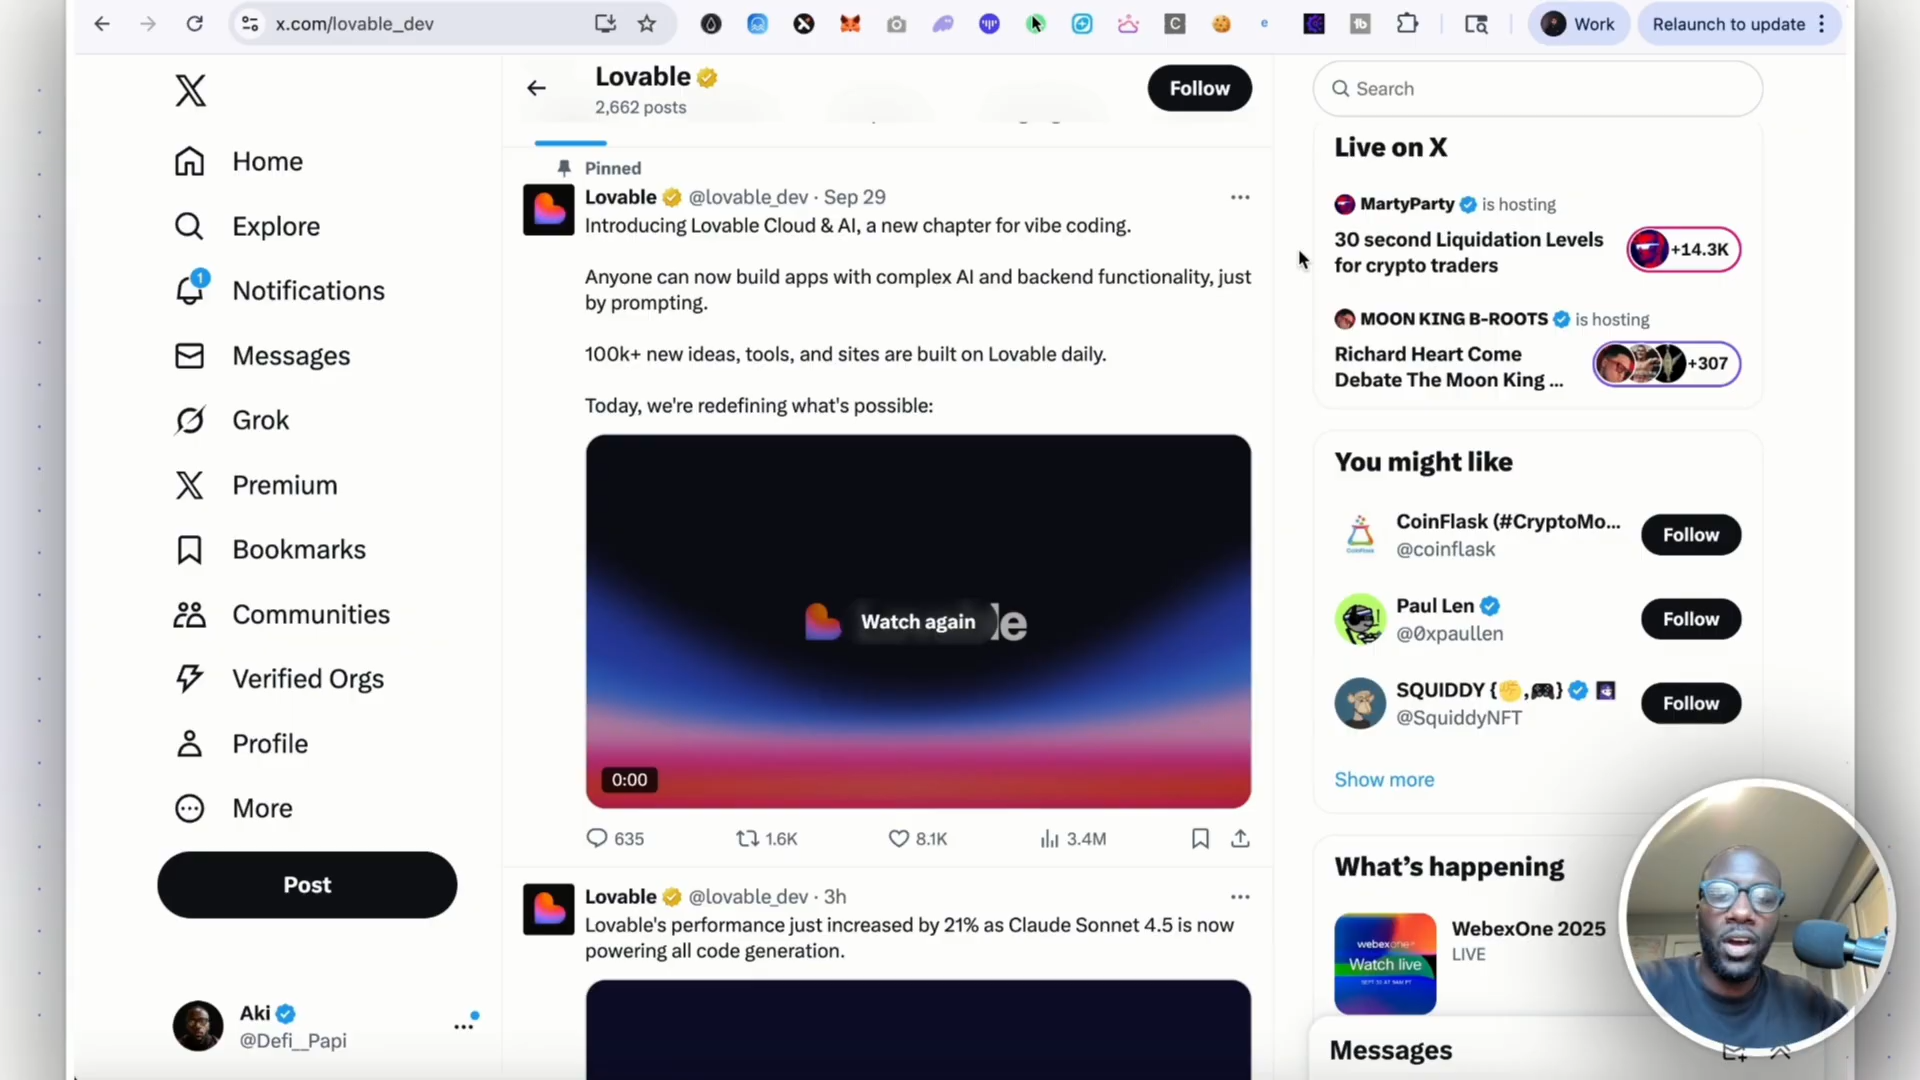 x.com/lovable_dev
Work
Relaunch to update
Home
Explore
1
Notifications
Messages
Grok
Premium
Bookmarks
Communities
Verified Orgs
Profile
More
Post
Aki
@Defi__Papi
Lovable
2,662 posts
Follow
Pinned
Lovable @lovable_dev · Sep 29
Introducing Lovable Cloud & AI, a new chapter for vibe coding.
Anyone can now build apps with complex AI and backend functionality, just
by prompting.
100k+ new ideas, tools, and sites are built on Lovable daily.
Today, we're redefining what's possible:
Watch again
0:00
635
1.6K
8.1K
3.4M
Lovable @lovable_dev · 3h
Lovable's performance just increased by 21% as Claude Sonnet 4.5 is now
powering all code generation.
Search
Live on X
MartyParty is hosting
30 second Liquidation Levels
for crypto traders
+14.3K
MOON KING B-ROOTS is hosting
Richard Heart Come
Debate The Moon King ...
+307
You might like
CoinFlask (#CryptoMo...
@coinflask
Follow
Paul Len
@0xpaullen
Follow
SQUIDDY {✊,🎮}
@SquiddyNFT
Follow
Show more
What's happening
webexone
Watch live
WebexOne 2025
LIVE
Messages